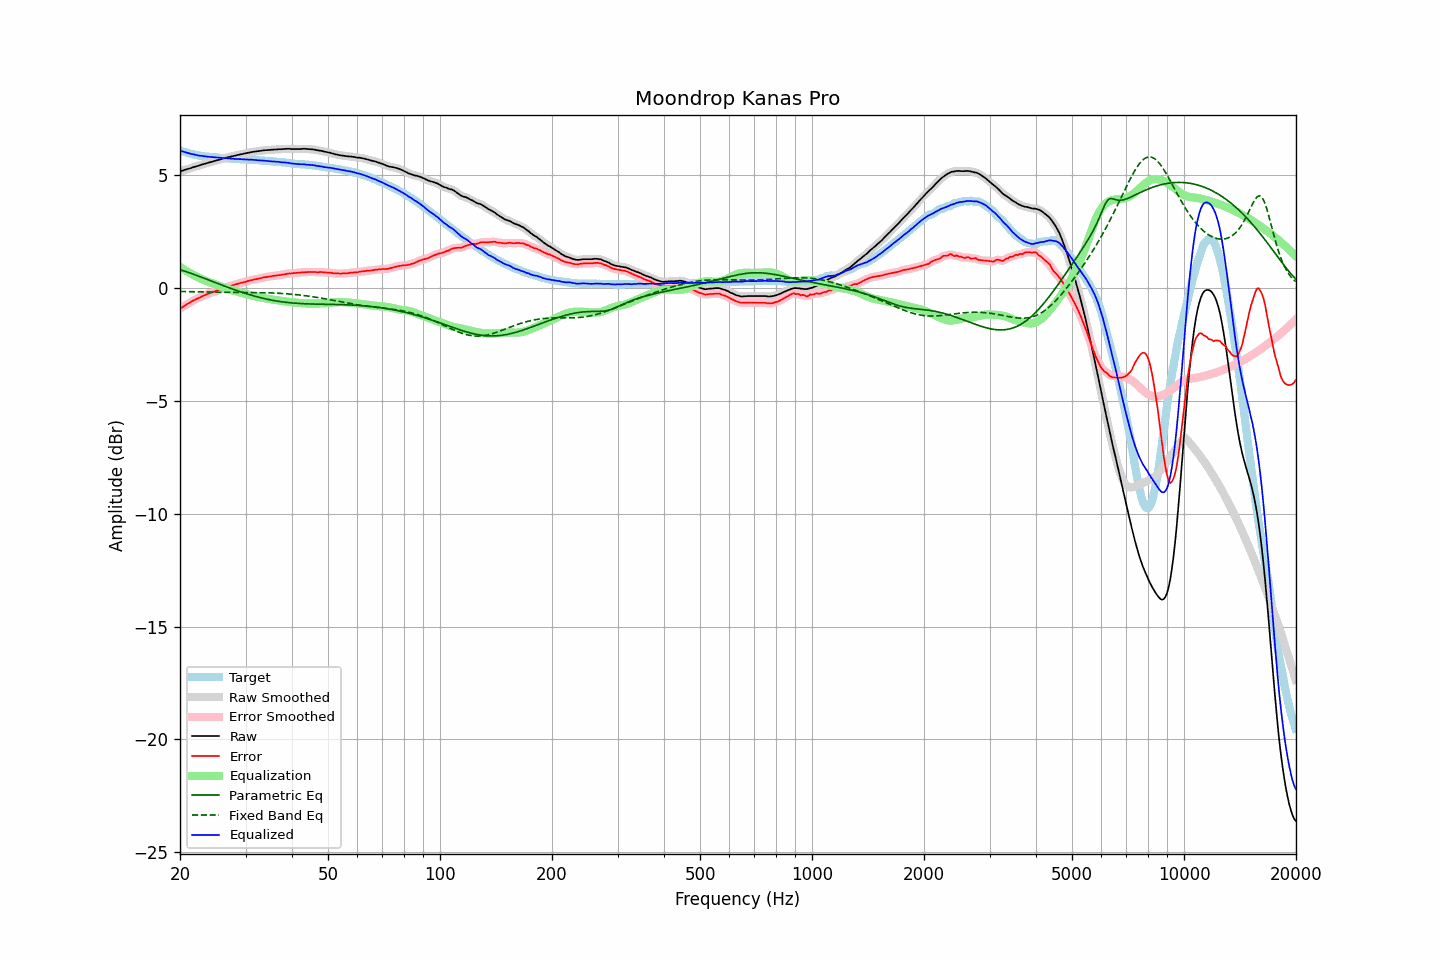 Moondrop Kanas Pro
Amplitude (dBr)
5
0
−5
−10
−15
−20
−25
Target
Raw Smoothed
Error Smoothed
Raw
Error
Equalization
Parametric Eq
Fixed Band Eq
Equalized
20 50 100 200 500 1000 2000 5000 10000 20000
Frequency (Hz)